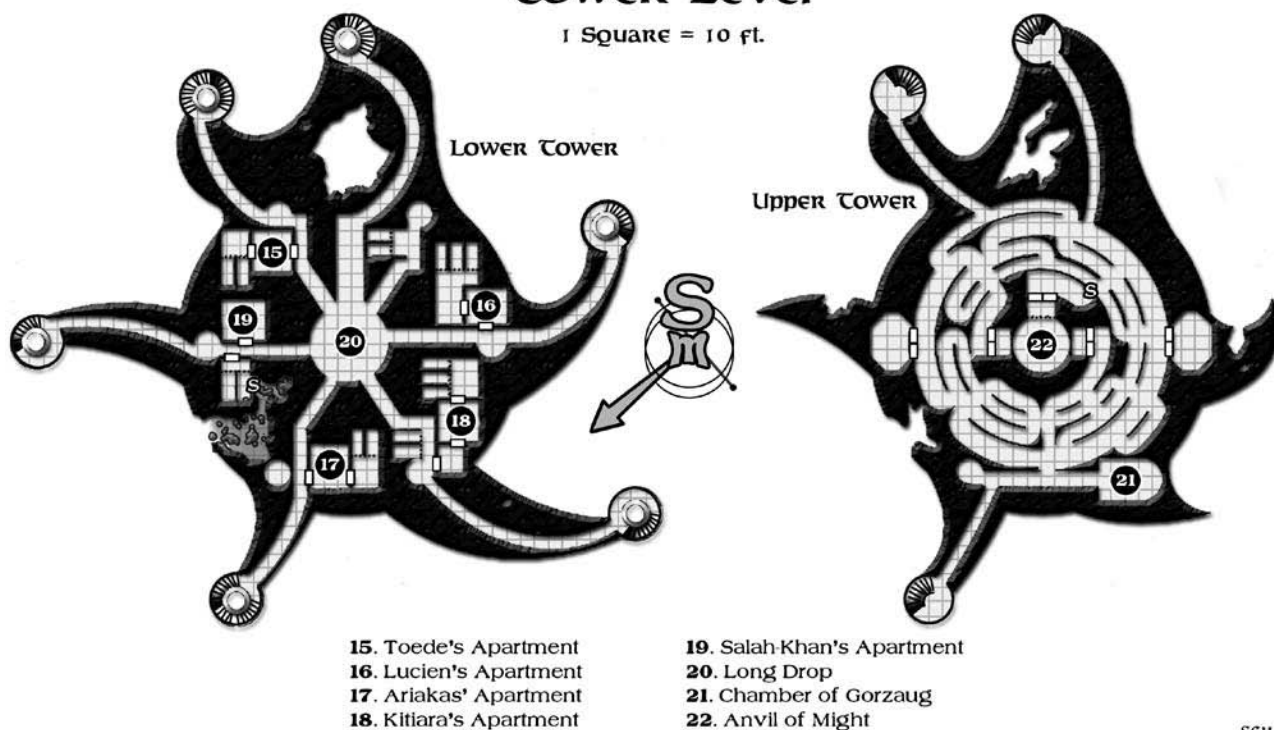 Tower Level
1 Square = 10 ft.
Lower Tower
Upper Tower
15
16
19
20
S
18
17
S
M
S
22
21
15. Toede's Apartment
16. Lucien's Apartment
17. Ariakas' Apartment
18. Kitiara's Apartment
19. Salah-Khan's Apartment
20. Long Drop
21. Chamber of Gorzaug
22. Anvil of Might